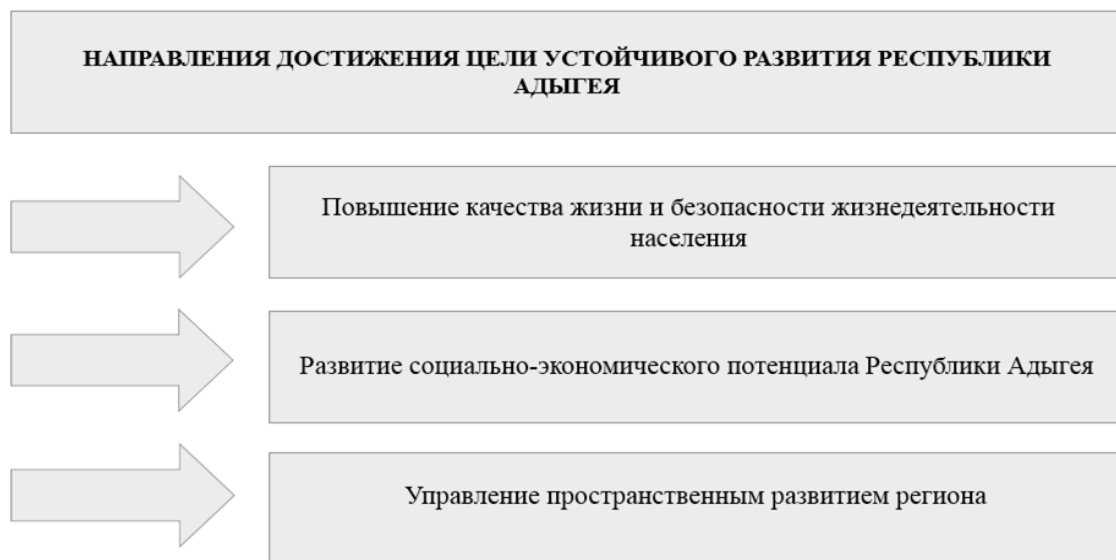 НАПРАВЛЕНИЯ ДОСТИЖЕНИЯ ЦЕЛИ УСТОЙЧИВОГО РАЗВИТИЯ РЕСПУБЛИКИ
АДЫГЕЯ
Повышение качества жизни и безопасности жизнедеятельности
населения
Развитие социально-экономического потенциала Республики Адыгея
Управление пространственным развитием региона